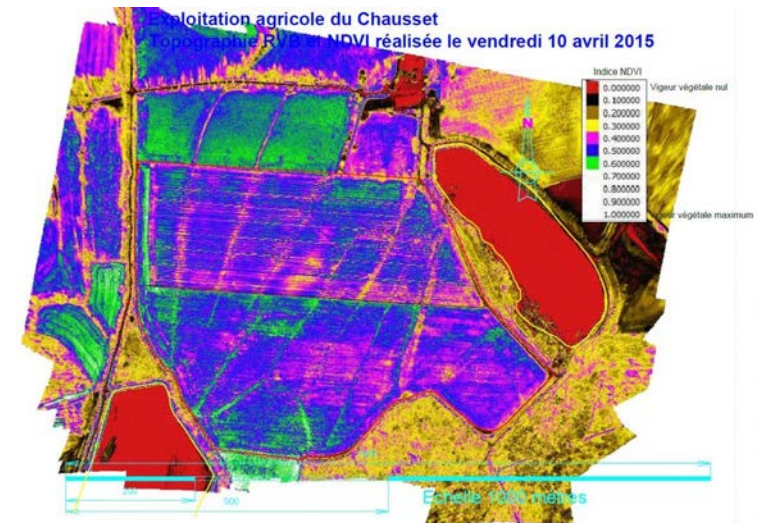 Exploitation agricole du Chausset
Topographie RVB et NDVI réalisée le vendredi 10 avril 2015
Indice NDVI
0.000000 Vigeur végétale nul
0.100000
0.200000
0.300000
0.400000
0.500000
0.600000
0.700000
0.800000
0.900000
1.000000 Vigeur végétale maximum
N
200
500
Echelle 1000 mètres